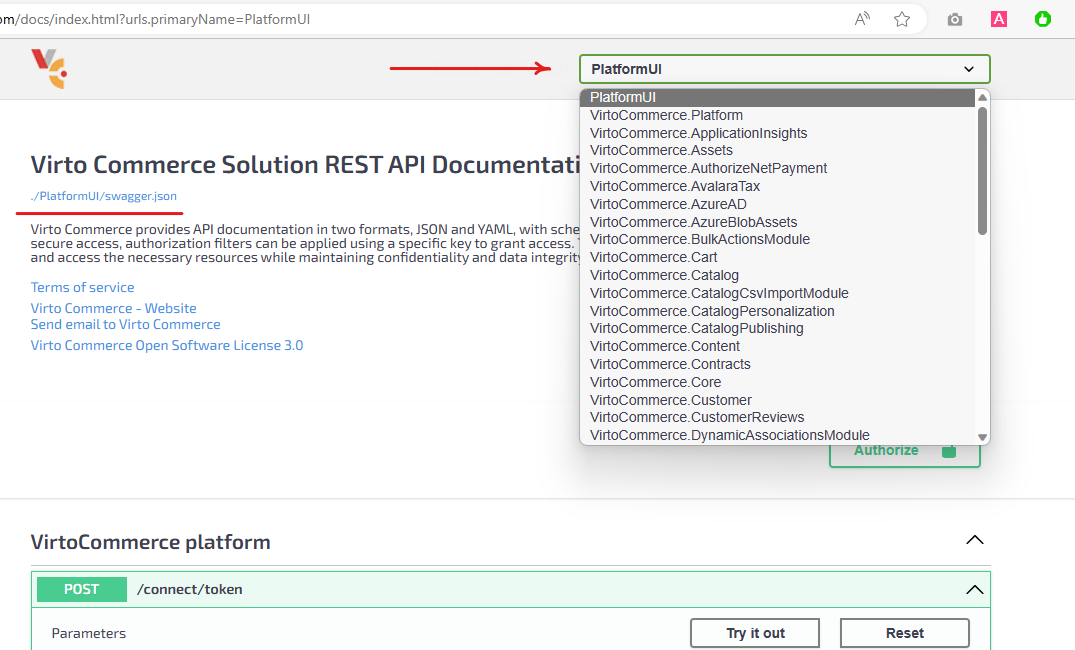 om/docs/index.html?urls.primaryName=PlatformUI
A
A
PlatformUI
PlatformUI
VirtoCommerce.Platform
VirtoCommerce.ApplicationInsights
VirtoCommerce.Assets
VirtoCommerce.AuthorizeNetPayment
VirtoCommerce.AvalaraTax
VirtoCommerce.AzureAD
VirtoCommerce.AzureBlobAssets
VirtoCommerce.BulkActionsModule
VirtoCommerce.Cart
VirtoCommerce.Catalog
VirtoCommerce.CatalogCsvImportModule
VirtoCommerce.CatalogPersonalization
VirtoCommerce.CatalogPublishing
VirtoCommerce.Content
VirtoCommerce.Contracts
VirtoCommerce.Core
VirtoCommerce.Customer
VirtoCommerce.CustomerReviews
VirtoCommerce.DynamicAssociationsModule
Virto Commerce Solution REST API Documentati
./PlatformUI/swagger.json
Virto Commerce provides API documentation in two formats, JSON and YAML, with sche
secure access, authorization filters can be applied using a specific key to grant access.
and access the necessary resources while maintaining confidentiality and data integrity
Terms of service
Virto Commerce - Website
Send email to Virto Commerce
Virto Commerce Open Software License 3.0
Authorize
VirtoCommerce platform
POST /connect/token
Parameters
Try it out
Reset